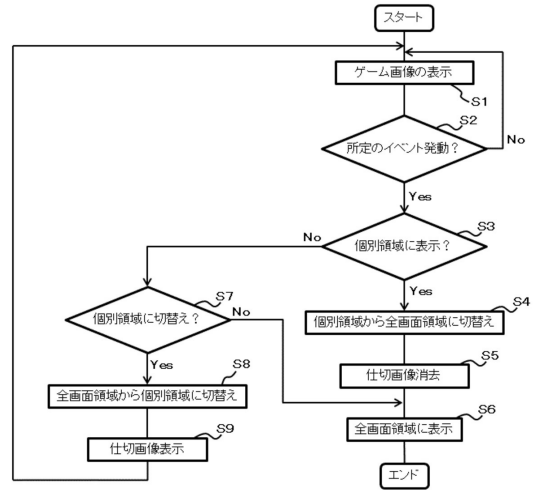 スタート
ゲーム画像の表示
S1
S2
所定のイベント発動？
No
Yes
S3
No
個別領域に表示？
Yes
S7
個別領域に切替え？
No
S4
個別領域から全画面領域に切替え
Yes
S5
仕切画像消去
S8
全画面領域から個別領域に切替え
S6
全画面領域に表示
S9
仕切画像表示
エンド